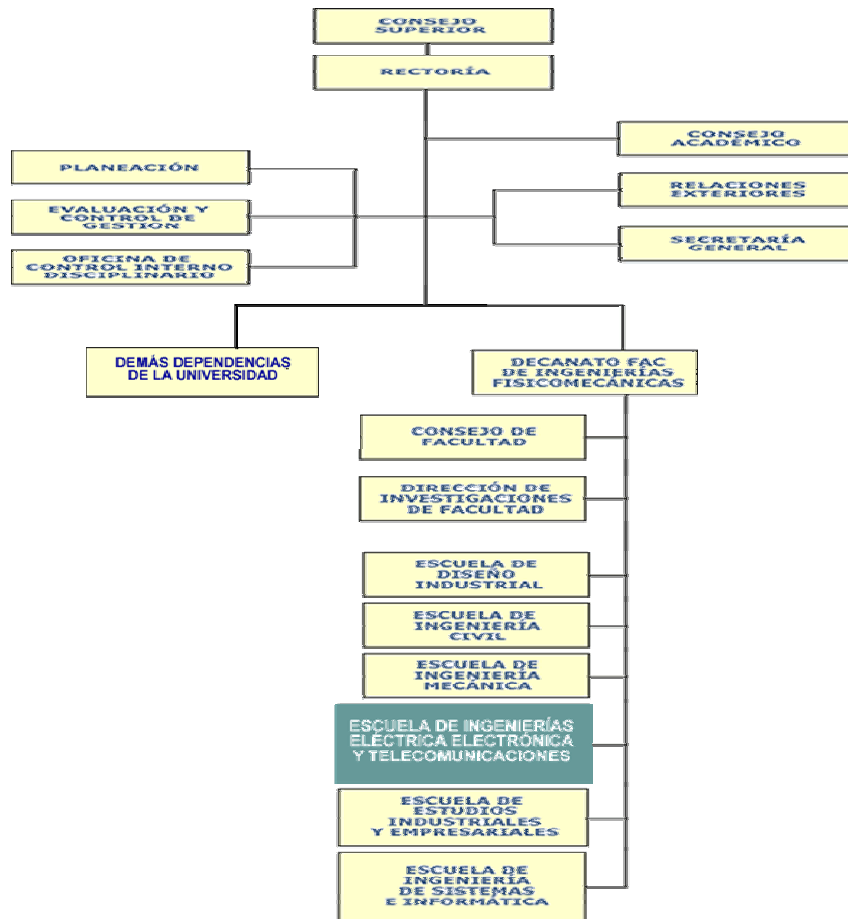 CONSEJO
SUPERIOR
RECTORÍA
CONSEJO
ACADÉMICO
PLANEACIÓN
RELACIONES
EXTERIORES
EVALUACIÓN Y
CONTROL DE
GESTION
SECRETARÍA
GENERAL
OFICINA DE
CONTROL INTERNO
DISCIPLINARIO
DEMÁS DEPENDENCIAS
DE LA UNIVERSIDAD
DECANATO FAC
DE INGENIERÍAS
FISICOMECÁNICAS
CONSEJO DE
FACULTAD
DIRECCIÓN DE
INVESTIGACIONES
DE FACULTAD
ESCUELA DE
DISEÑO
INDUSTRIAL
ESCUELA DE
INGENIERÍA
CIVIL
ESCUELA DE
INGENIERÍA
MECÁNICA
ESCUELA DE INGENIERÍAS
ELÉCTRICA ELECTRÓNICA
Y TELECOMUNICACIONES
ESCUELA DE
ESTUDIOS
INDUSTRIALES
Y EMPRESARIALES
ESCUELA DE
INGENIERÍA
DE SISTEMAS
E INFORMÁTICA